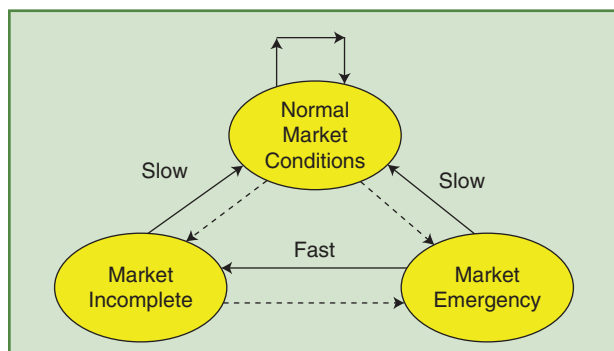 Normal
Market
Conditions
Slow
Slow
Fast
Market
Incomplete
Market
Emergency